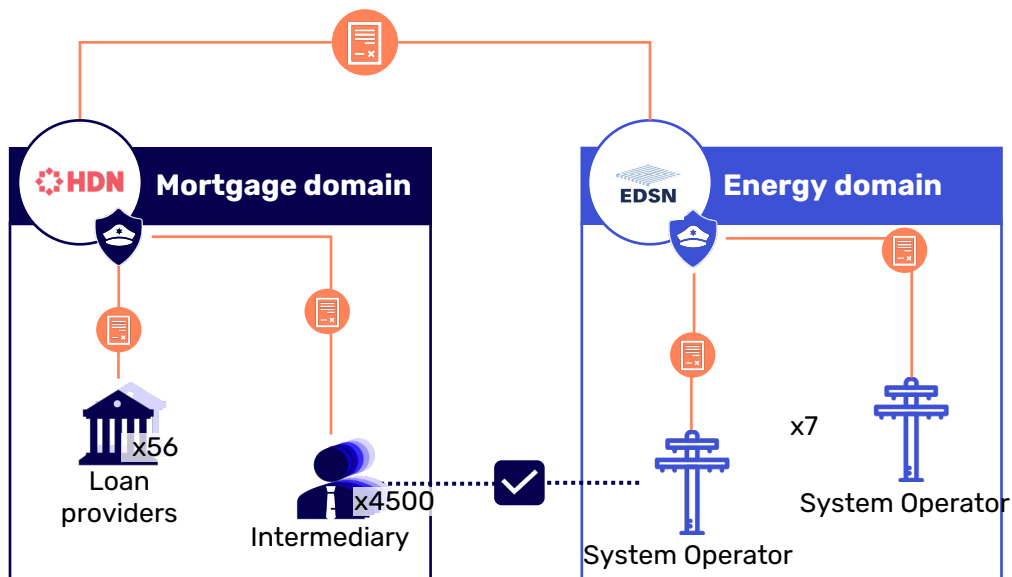 HDN
Mortgage domain
EDSN
Energy domain
x56
Loan
providers
x4500
Intermediary
x7
System Operator
System Operator